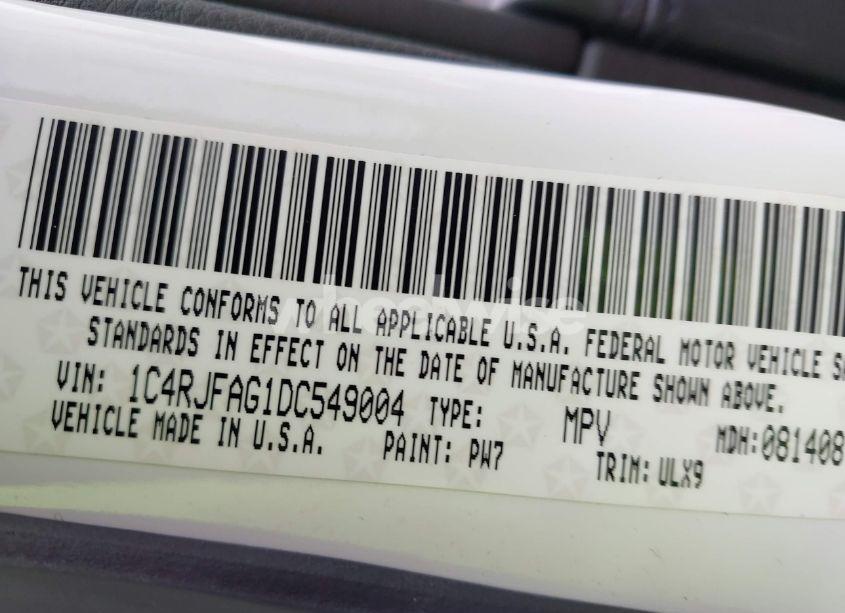 THIS VEHICLE CONFORMS TO ALL APPLICABLE U.S.A. FEDERAL MOTOR VEHICLE
STANDARDS IN EFFECT ON THE DATE OF MANUFACTURE SHOWN ABOVE.
VIN: 1C4RJFAG1DC549004 TYPE: MPV MDH:081408
VEHICLE MADE IN U.S.A. PAINT: PW7 TRIM: ULX9
wheelwise